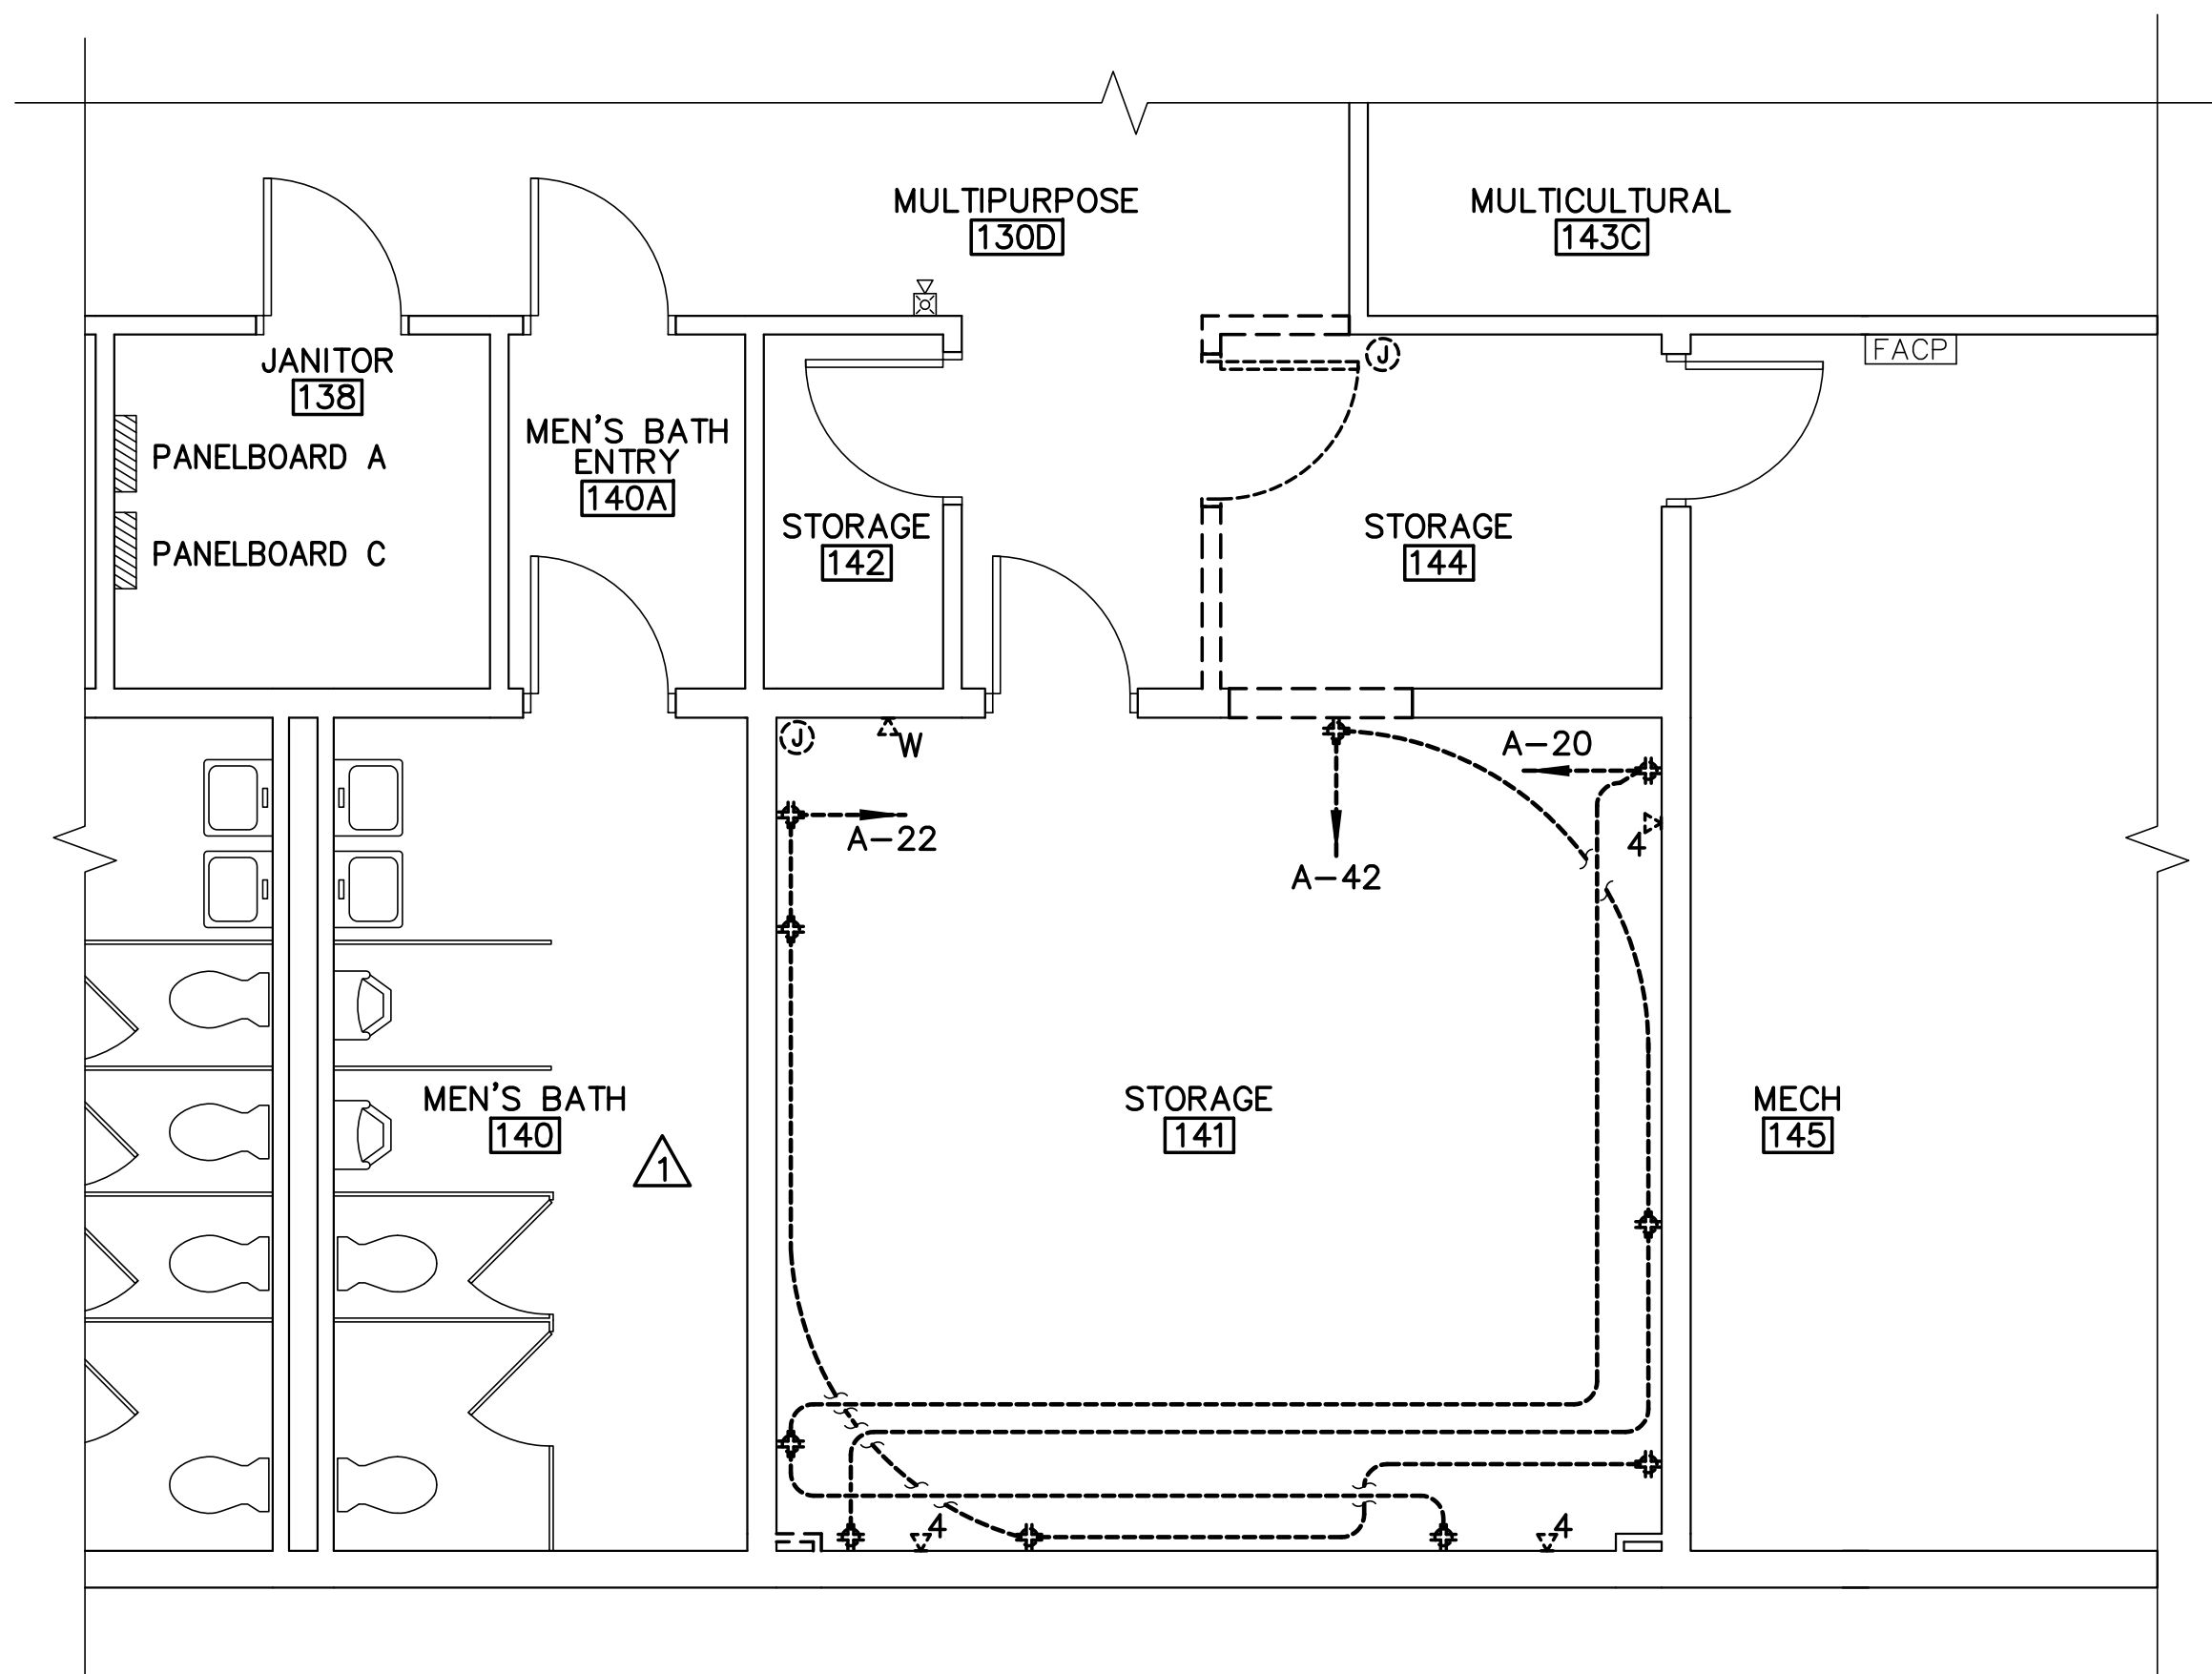 MULTIPURPOSE
130D
MULTICULTURAL
143C
JANITOR
138
J
FACP
MEN'S BATH
ENTRY
140A
PANELBOARD A
STORAGE
142
STORAGE
144
PANELBOARD C
J
W
A-20
A-22
4
A-42
MEN'S BATH
140
STORAGE
141
MECH
145
1
4
4